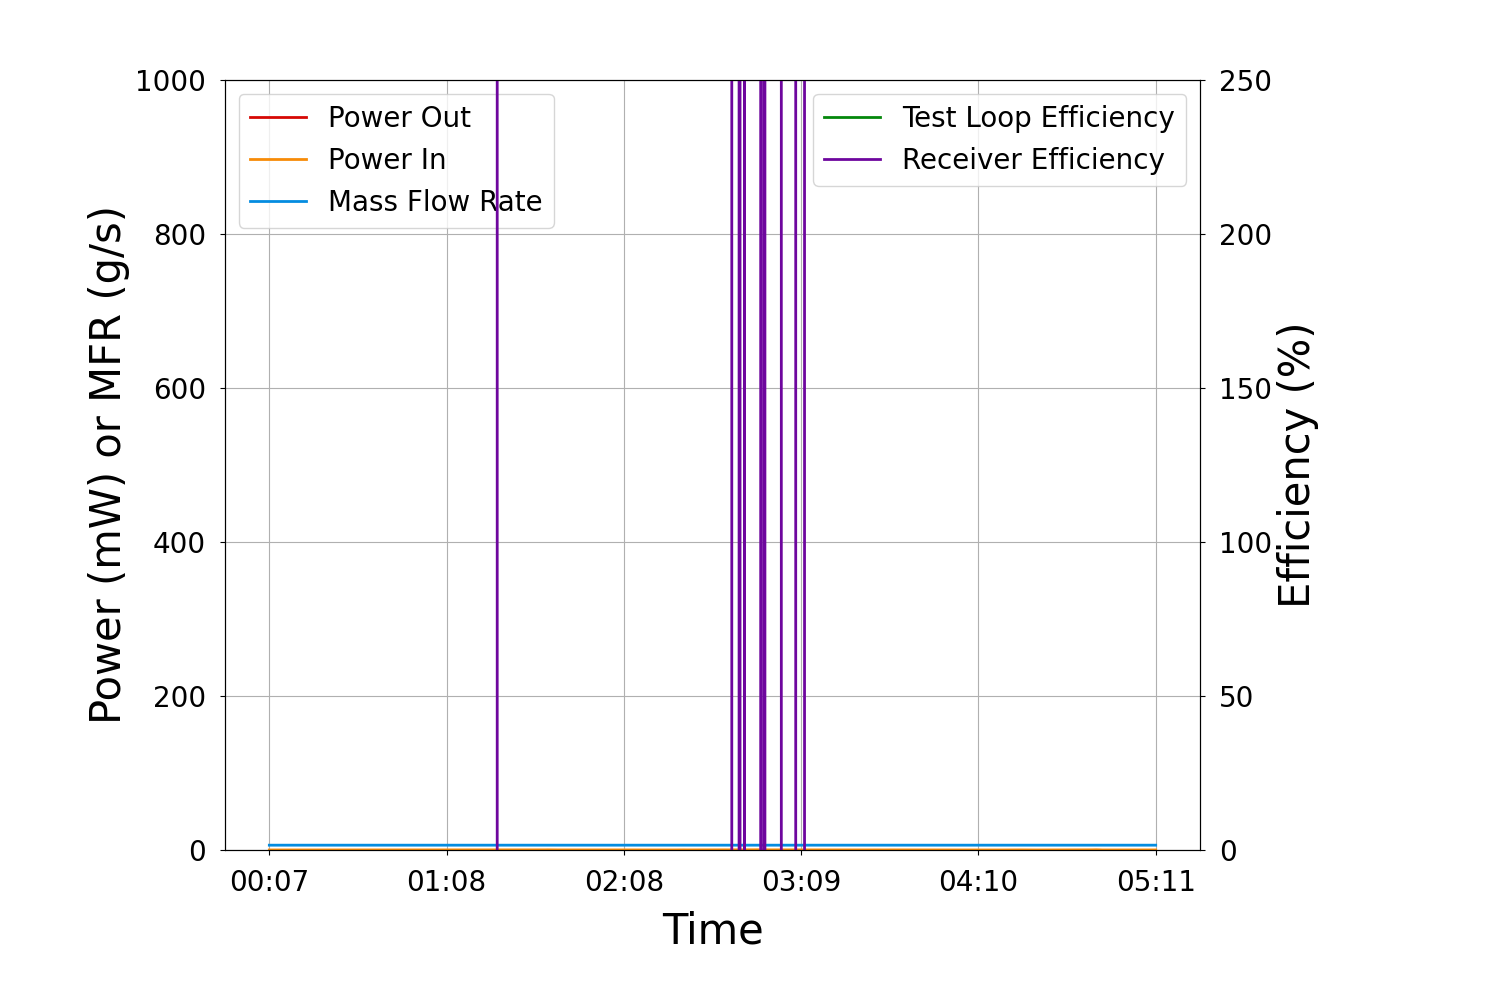 Power (mW) or MFR (g/s)
1000
800
600
400
200
0
Power Out
Power In
Mass Flow Rate
Test Loop Efficiency
Receiver Efficiency
250
200
150
100
50
0
Efficiency (%)
00:07 01:08 02:08 03:09 04:10 05:11
Time